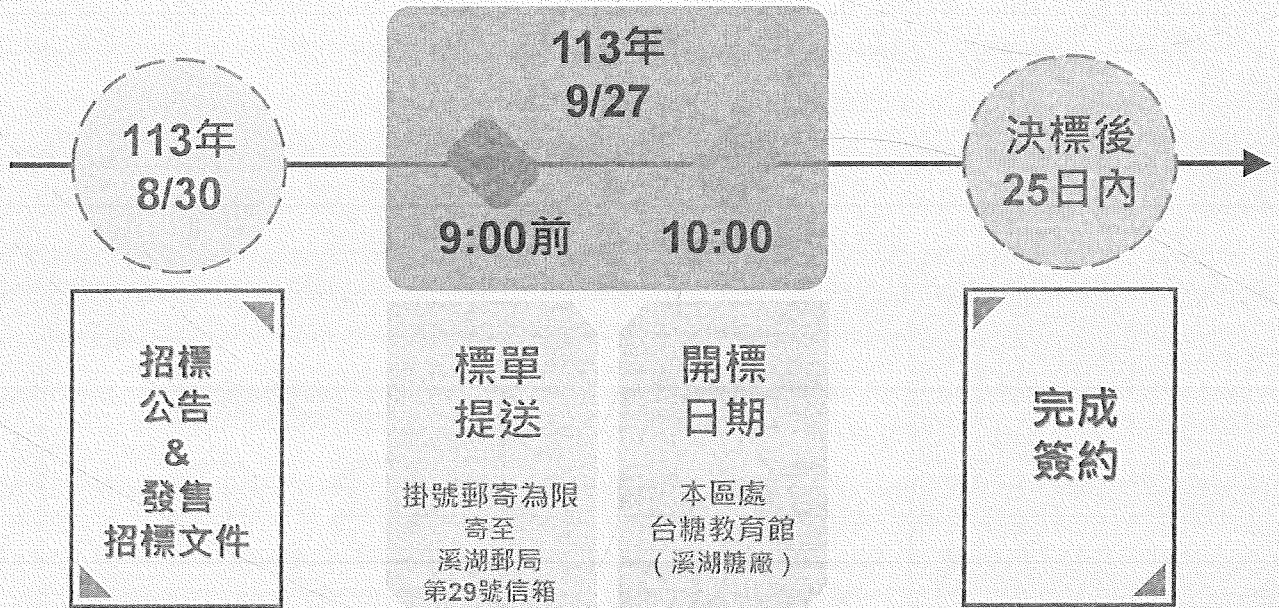 113年
8/30
招標
公告
&
發售
招標文件
113年
9/27
9:00前
10:00
標單
提送
掛號郵寄為限
寄至
溪湖郵局
第29號信箱
開標
日期
本區處
台糖教育館
(溪湖糖廠)
決標後
25日內
完成
簽約